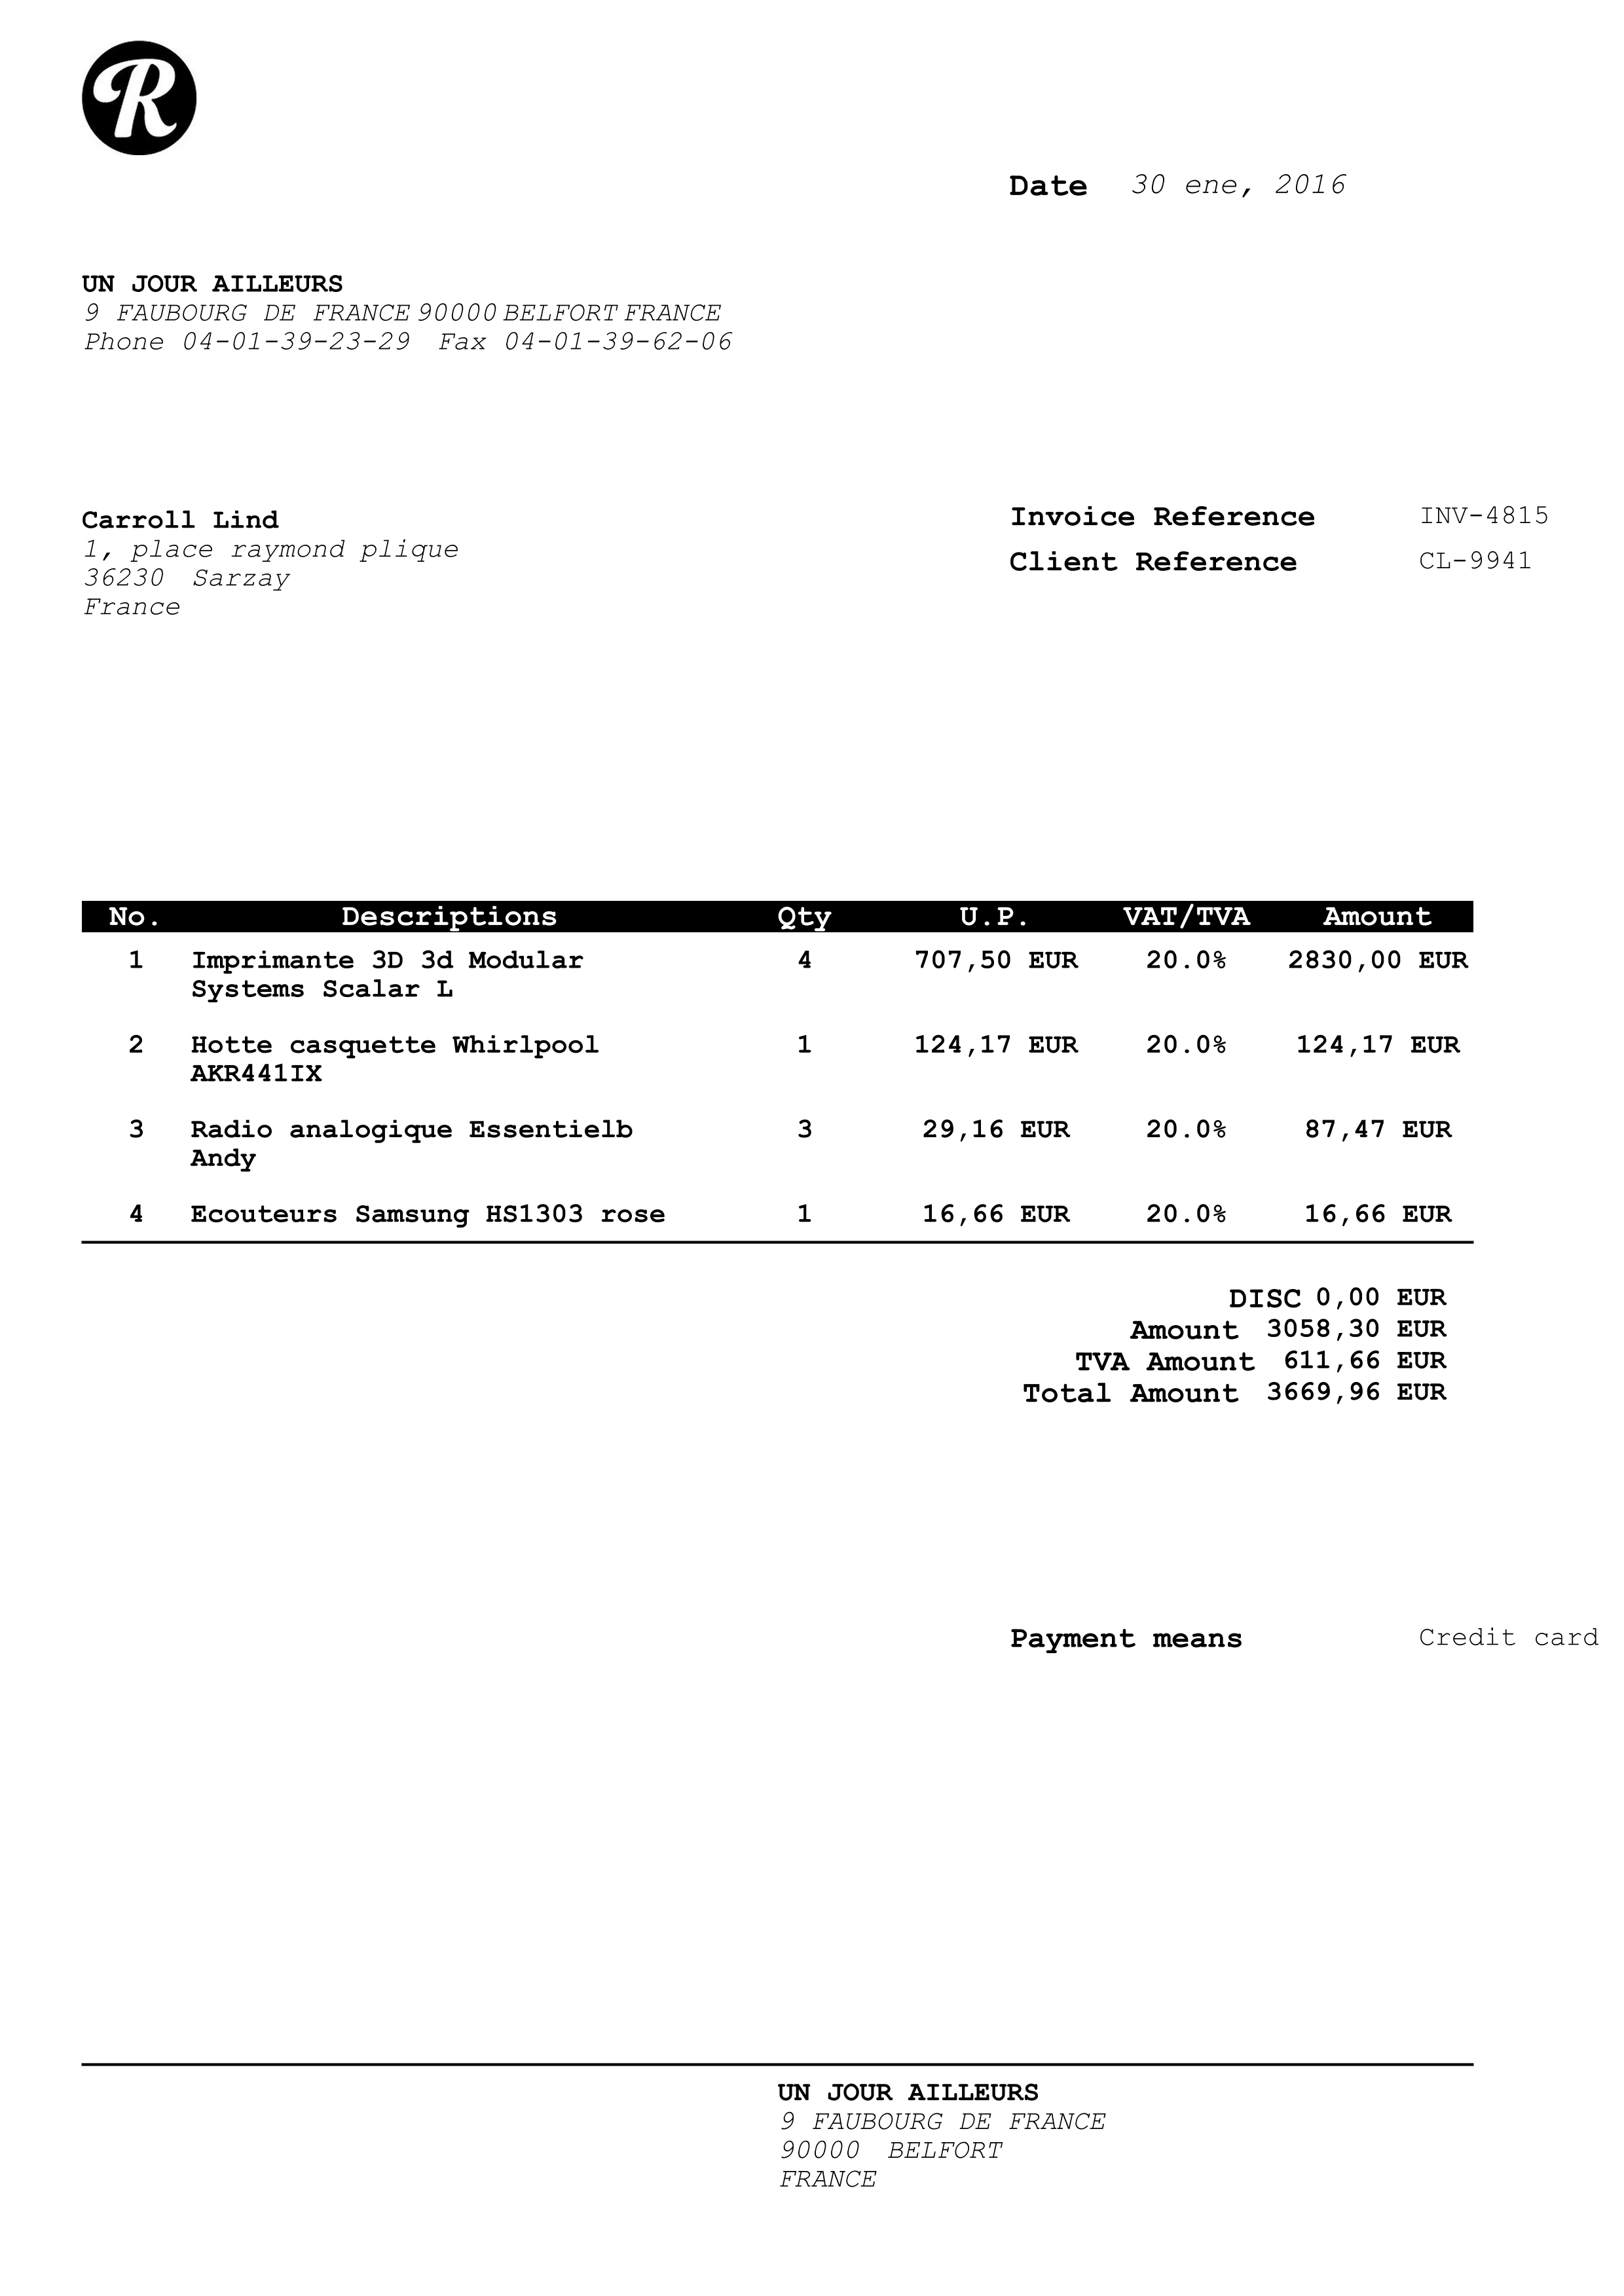 R
Date 30 ene, 2016
UN JOUR AILLEURS
9 FAUBOURG DE FRANCE 90000 BELFORT FRANCE
Phone 04-01-39-23-29 Fax 04-01-39-62-06
Carroll Lind
1, place raymond plique
36230 Sarzay
France
Invoice Reference INV-4815
Client Reference CL-9941
No. Descriptions Qty U.P. VAT/TVA Amount
1 Imprimante 3D 3d Modular 4 707,50 EUR 20.0% 2830,00 EUR
Systems Scalar L
2 Hotte casquette Whirlpool 1 124,17 EUR 20.0% 124,17 EUR
AKR441IX
3 Radio analogique Essentielb 3 29,16 EUR 20.0% 87,47 EUR
Andy
4 Ecouteurs Samsung HS1303 rose 1 16,66 EUR 20.0% 16,66 EUR
DISC 0,00 EUR
Amount 3058,30 EUR
TVA Amount 611,66 EUR
Total Amount 3669,96 EUR
Payment means Credit card
UN JOUR AILLEURS
9 FAUBOURG DE FRANCE
90000 BELFORT
FRANCE